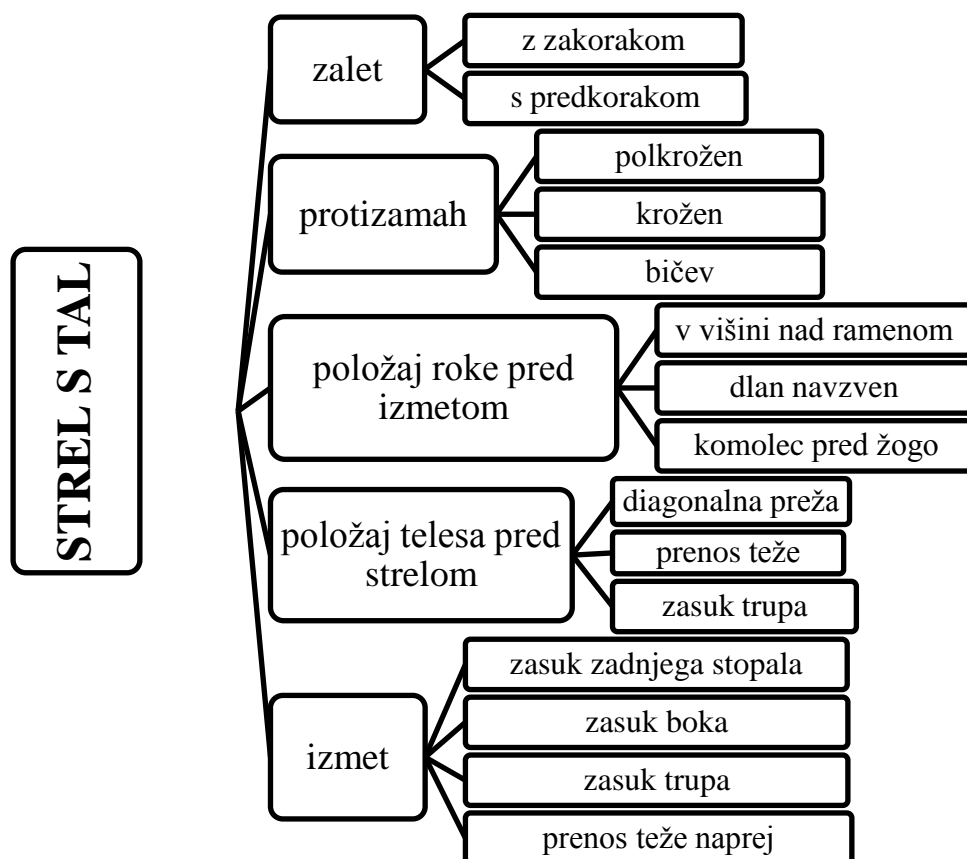 STREL S TAL
zalet
z zakorakom
s predkorakom
protizamah
polkrožen
krožen
bičev
položaj roke pred
izmetom
v višini nad ramenom
dlan navzven
komolec pred žogo
položaj telesa pred
strelom
diagonalna preža
prenos teže
zasuk trupa
izmet
zasuk zadnjega stopala
zasuk boka
zasuk trupa
prenos teže naprej